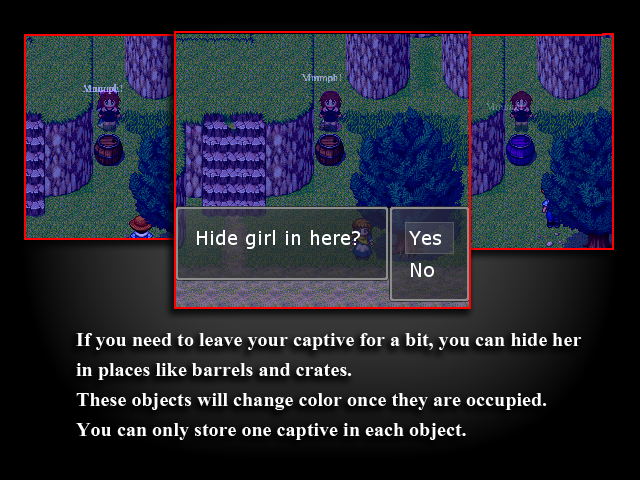 Mmmph!
Mmmph!
Hide girl in here?
Yes
No
If you need to leave your captive for a bit, you can hide her
in places like barrels and crates.
These objects will change color once they are occupied.
You can only store one captive in each object.